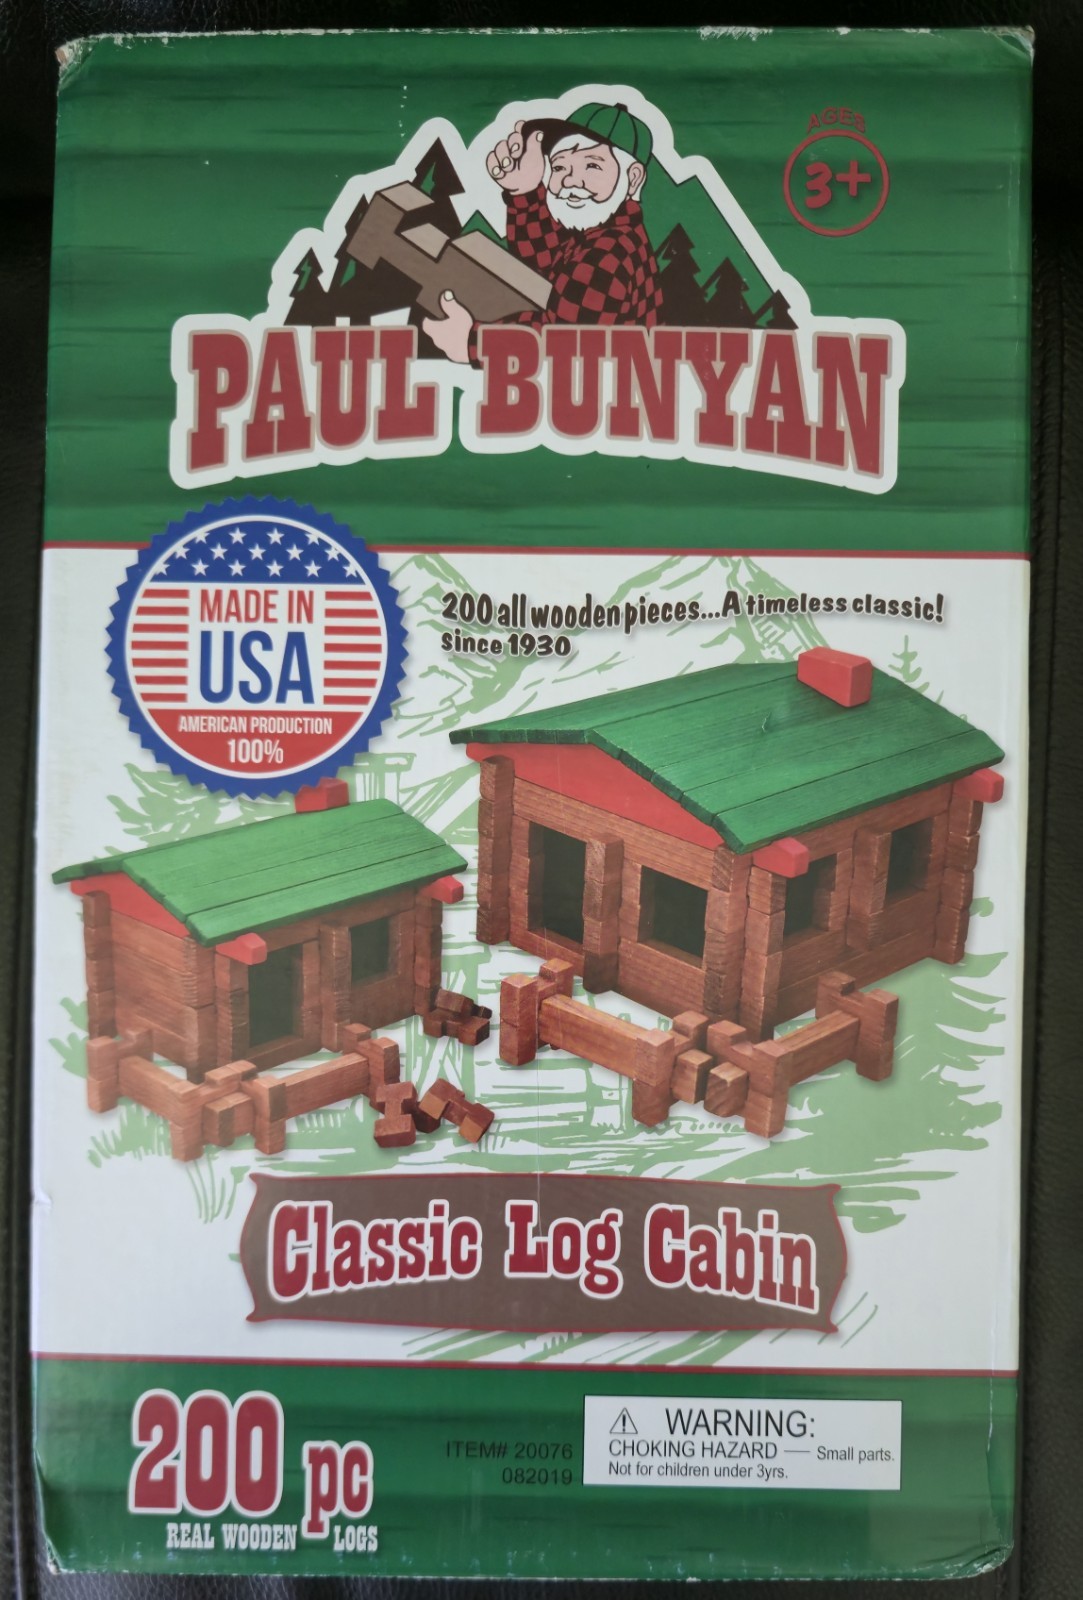 AGES
3+
PAUL BUNYAN
MADE IN
USA
AMERICAN PRODUCTION
100%
200 all wooden pieces...A timeless classic!
Since 1930
Classic Log Cabin
200 pc
REAL WOODEN LOGS
ITEM# 20076
082019
WARNING:
CHOKING HAZARD — Small parts.
Not for children under 3yrs.